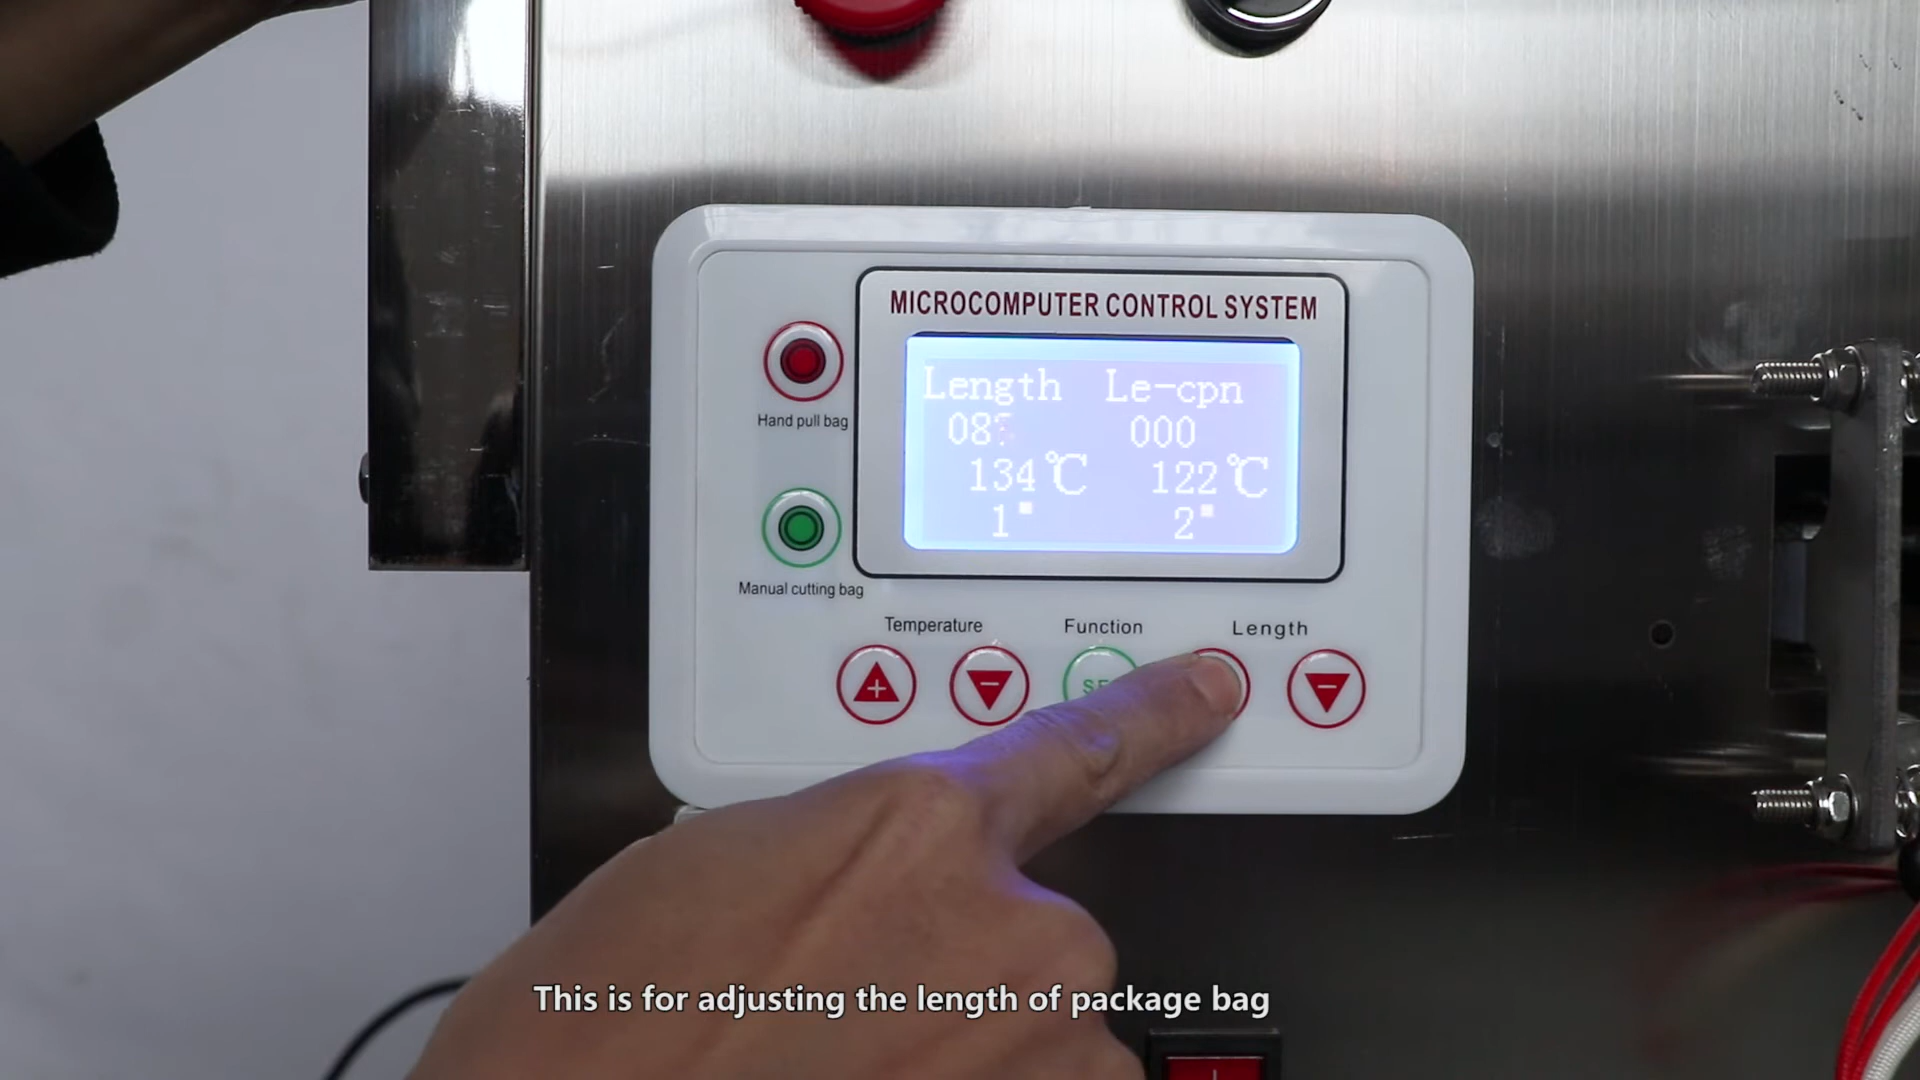 MICROCOMPUTER CONTROL SYSTEM
Length Le-cpn
000
134℃ 122℃
1 2
Hand pull bag
Manual cutting bag
Temperature Function Length
+ - -
This is for adjusting the length of package bag